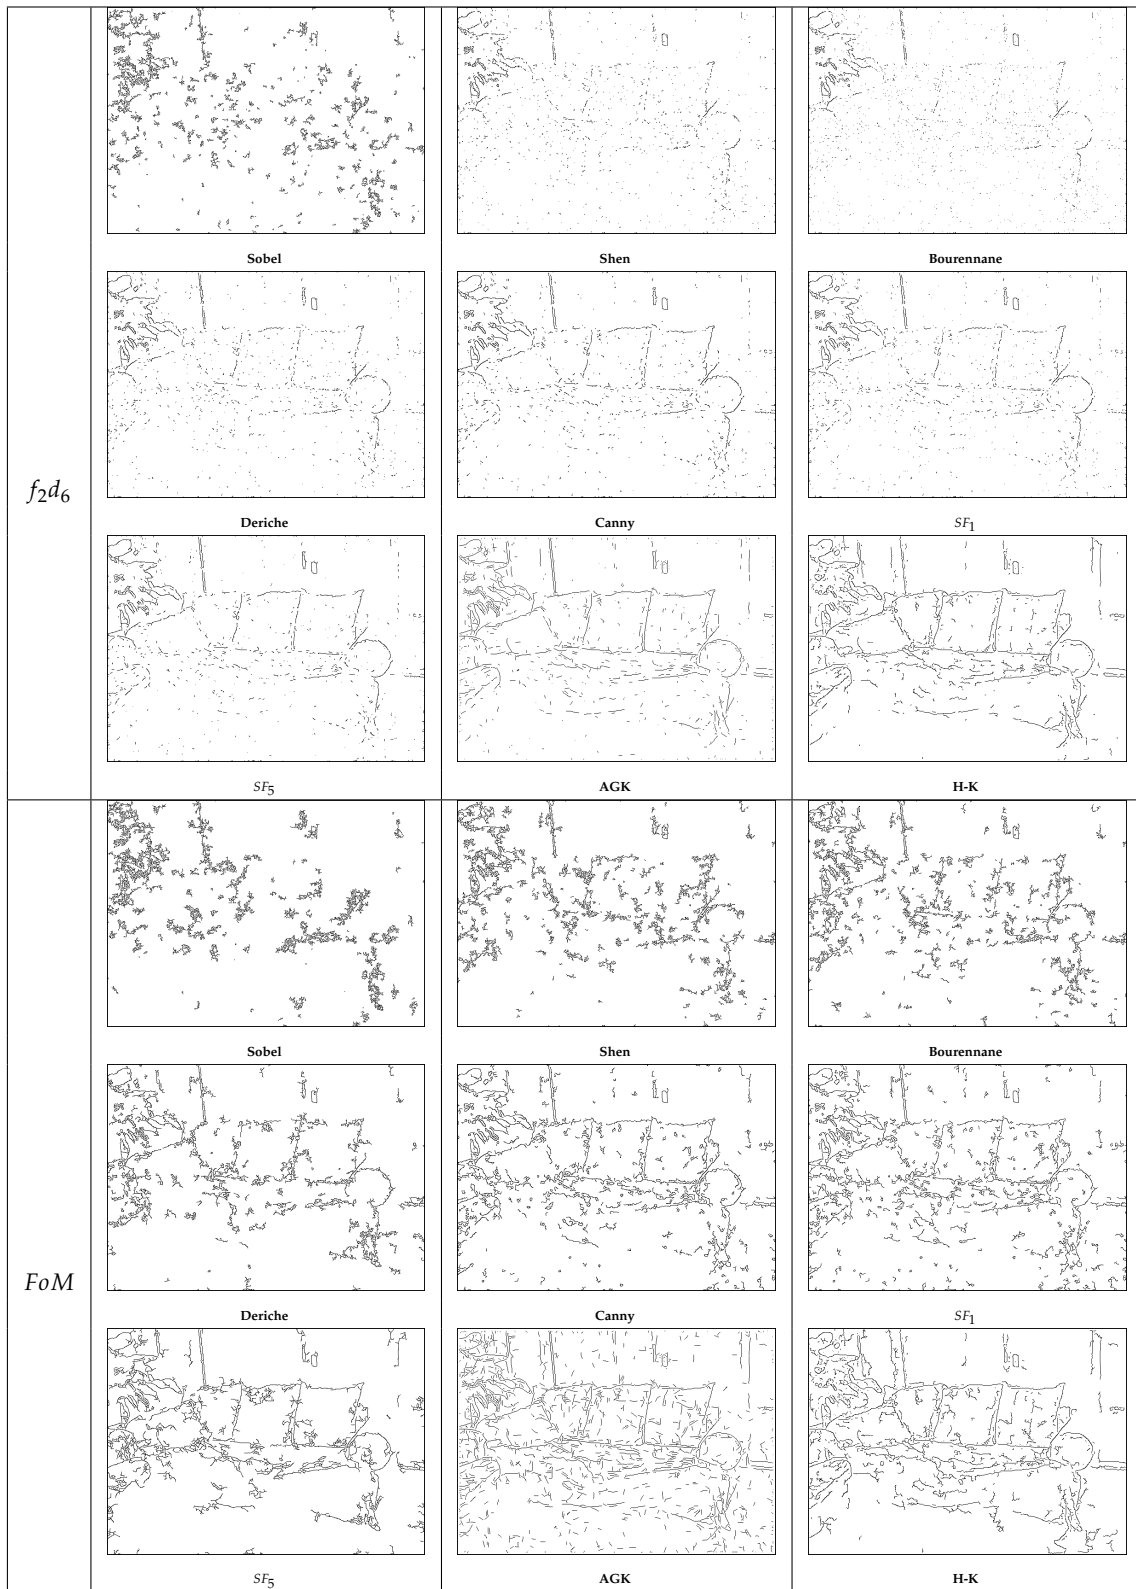 Sobel Shen Bourennane
f₂d₆
Deriche Canny SF₁
SF₅ AGK H-K
Sobel Shen Bourennane
FoM
Deriche Canny SF₁
SF₅ AGK H-K